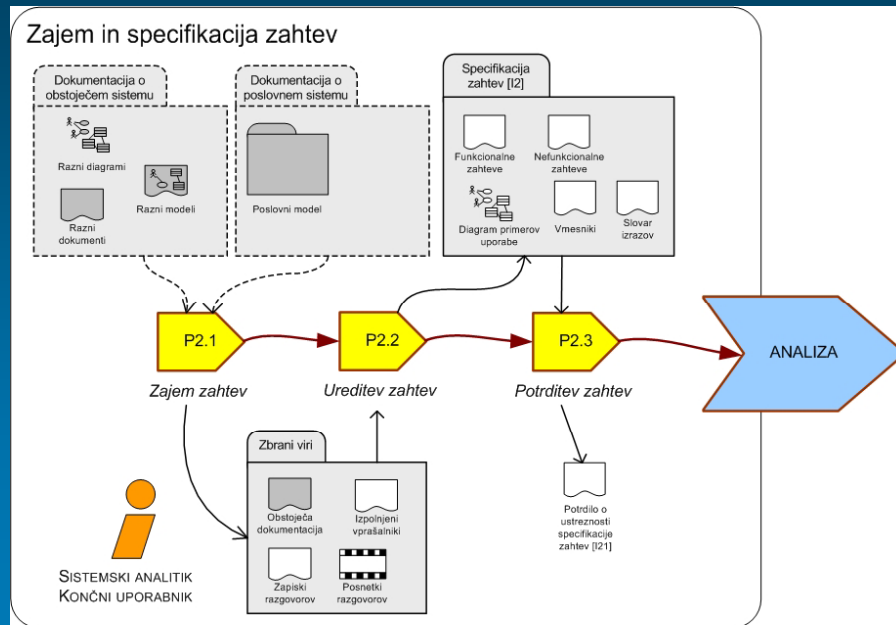 Zajem in specifikacija zahtev
Dokumentacija o
obstoječem sistemu
Razni diagrami
Razni modeli
Razni
dokumenti
Dokumentacija o
poslovnem sistemu
Poslovni model
Specifikacija
zahtev [I2]
Funkcionalne
zahteve
Nefunkcionalne
zahteve
Diagram primerov
uporabe
Vmesniki
Slovar
izrazov
P2.1
P2.2
P2.3
ANALIZA
Zajem zahtev
Ureditev zahtev
Potrditev zahtev
Zbrani viri
Obstoječa
dokumentacija
Izpolnjeni
vprašalniki
Zapiski
razgovorov
Posnetki
razgovorov
Potrdilo o
ustreznosti
specifikacije
zahtev [I21]
SISTEMSKI ANALITIK
KONČNI UPORABNIK